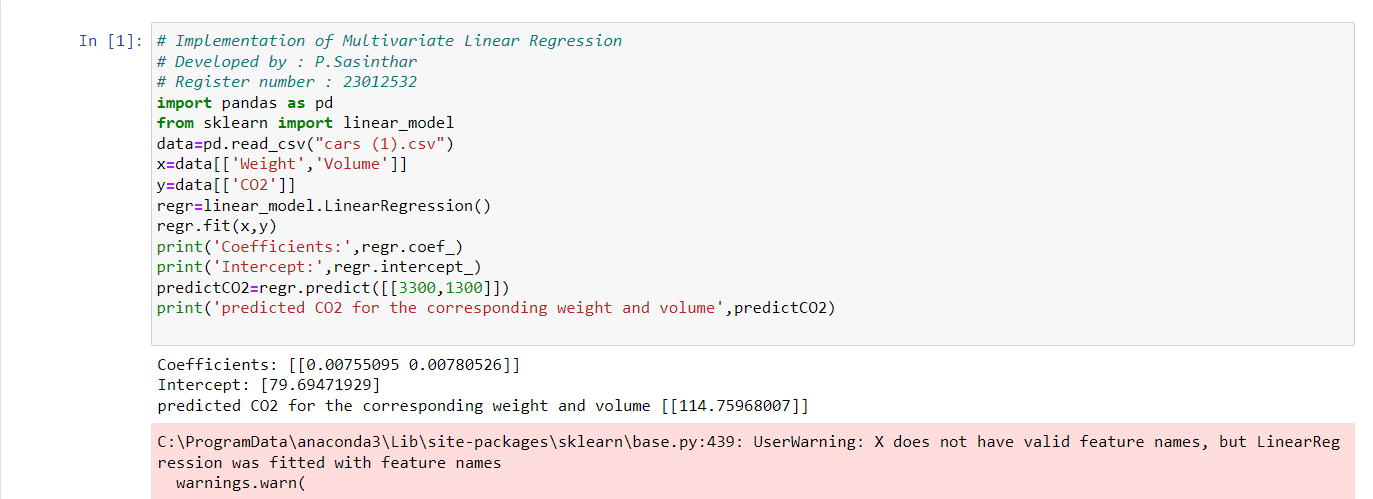 In [1]: # Implementation of Multivariate Linear Regression
# Developed by : P.Sasinthar
# Register number : 23012532
import pandas as pd
from sklearn import linear_model
data=pd.read_csv("cars (1).csv")
x=data[['Weight','Volume']]
y=data[['CO2']]
regr=linear_model.LinearRegression()
regr.fit(x,y)
print('Coefficients:',regr.coef_)
print('Intercept:',regr.intercept_)
predictCO2=regr.predict([[3300,1300]])
print('predicted CO2 for the corresponding weight and volume',predictCO2)
Coefficients: [[0.00755095 0.00780526]]
Intercept: [79.69471929]
predicted CO2 for the corresponding weight and volume [[114.75968007]]
C:\ProgramData\anaconda3\Lib\site-packages\sklearn\base.py:439: UserWarning: X does not have valid feature names, but LinearReg
ression was fitted with feature names
  warnings.warn(